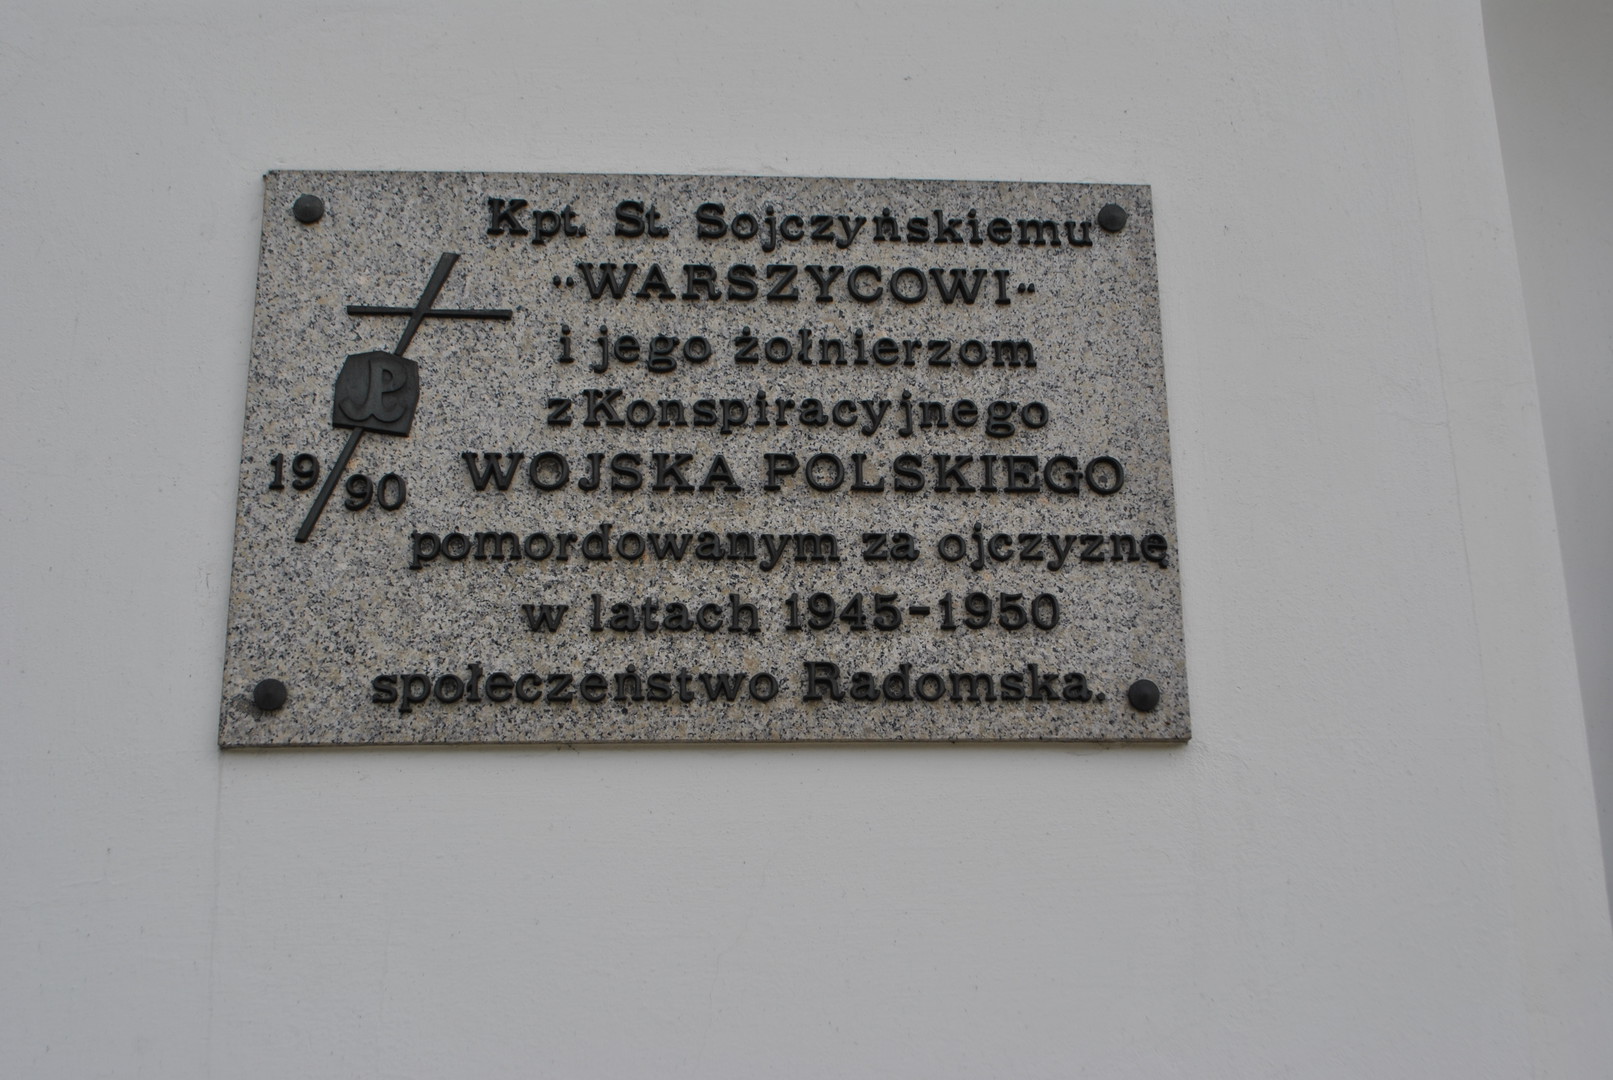 Kpt. St. Sojczyńskiemu
"WARSZYCOWI"
i jego żołnierzom
z Konspiracyjnego
WOJSKA POLSKIEGO
pomordowanym za ojczyznę
w latach 1945-1950
społeczeństwo Radomska.
P
19 90